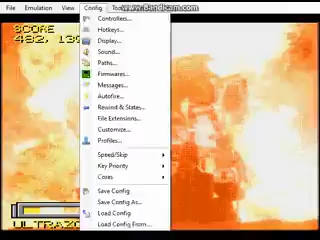 File Emulation View Config Tools
www.Bandicam.com
SCORE
482,
Controllers...
Hotkeys...
Display...
Sound...
Paths...
Firmwares...
Messages...
Autofire...
Rewind & States...
File Extensions...
Customize...
Profiles...
Speed/Skip
Key Priority
Cores
Save Config
Save Config As...
Load Config
Load Config From...